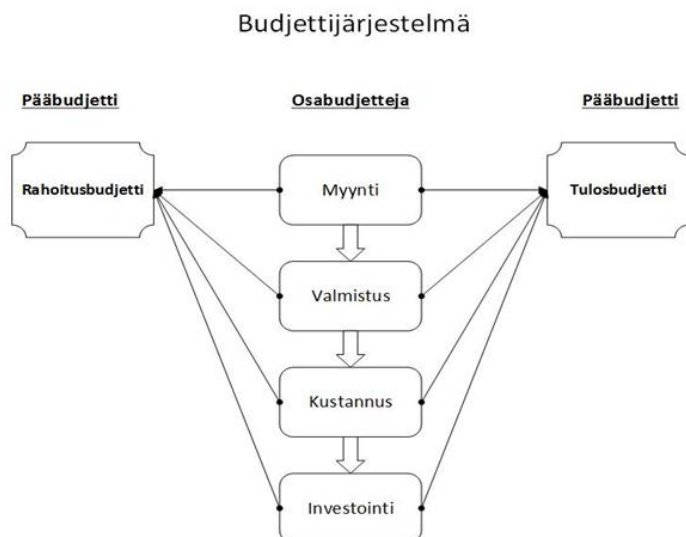 Budjettijärjestelmä
Pääbudjetti
Osabudjetteja
Pääbudjetti
Rahoitusbudjetti
Myynti
Tulosbudjetti
Valmistus
Kustannus
Investointi